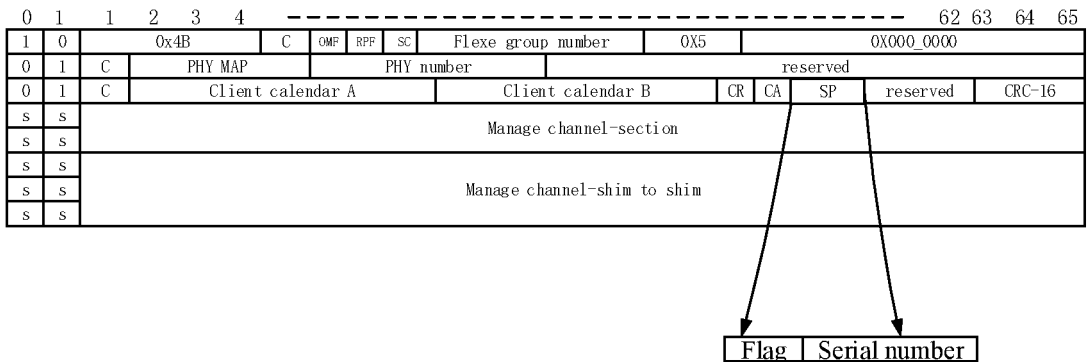 0 1 1 2 3 4 62 63 64 65
1 0 0x4B C OMF RPF SC Flexe group number 0X5 0X000_0000
0 1 C PHY MAP PHY number reserved
0 1 C Client calendar A Client calendar B CR CA SP reserved CRC-16
s s
Manage channel-section
s s
s s
s s Manage channel-shim to shim
s s
Flag Serial number